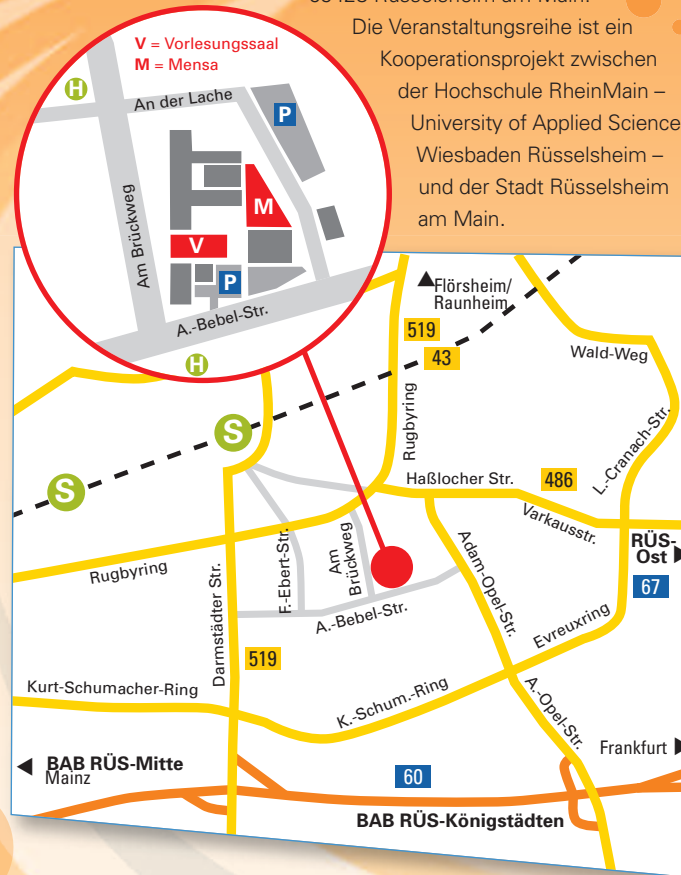 Die Veranstaltungsreihe ist ein
Kooperationsprojekt zwischen
der Hochschule RheinMain –
University of Applied Science
Wiesbaden Rüsselsheim –
und der Stadt Rüsselsheim
am Main.
V = Vorlesungssaal
M = Mensa
H
An der Lache
P
Am Brückweg
M
V
P
A.-Bebel-Str.
H
Flörsheim/
Raunheim
519
43
Wald-Weg
Rugbyring
L.-Cranach-Str.
S
S
Haßlocher Str.
486
Varkausstr.
RÜS-
Ost
67
Rugbyring
F.-Ebert-Str.
Am
Brückweg
Adam-Opel-Str.
A.-Bebel-Str.
Darmstädter Str.
Evreuxring
519
Kurt-Schumacher-Ring
K.-Schum.-Ring
A.-Opel-Str.
Frankfurt
BAB RÜS-Mitte
Mainz
60
BAB RÜS-Königstädten